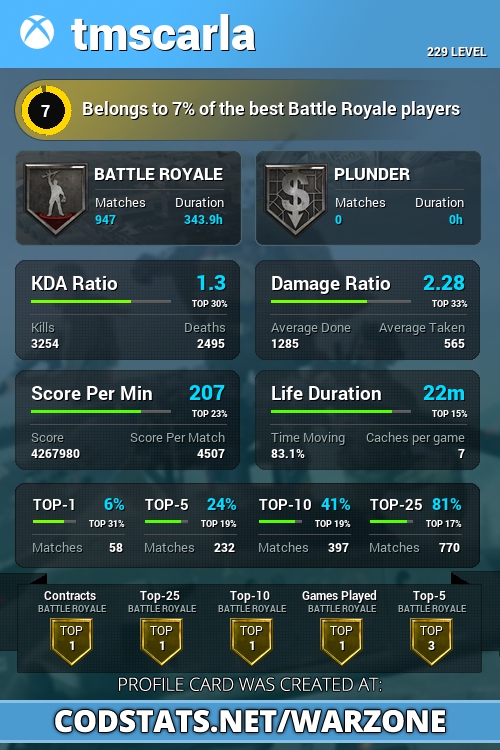 tmscarla
229 LEVEL
7 Belongs to 7% of the best Battle Royale players
BATTLE ROYALE
Matches Duration
947 343.9h
PLUNDER
Matches Duration
0 0h
KDA Ratio 1.3
TOP 30%
Kills Deaths
3254 2495
Damage Ratio 2.28
TOP 33%
Average Done Average Taken
1285 565
Score Per Min 207
TOP 23%
Score Score Per Match
4267980 4507
Life Duration 22m
TOP 15%
Time Moving Caches per game
83.1% 7
TOP-1 6%
TOP 31%
Matches 58
TOP-5 24%
TOP 19%
Matches 232
TOP-10 41%
TOP 19%
Matches 397
TOP-25 81%
TOP 17%
Matches 770
Contracts
BATTLE ROYALE
TOP
1
Top-25
BATTLE ROYALE
TOP
1
Top-10
BATTLE ROYALE
TOP
1
Games Played
BATTLE ROYALE
TOP
1
Top-5
BATTLE ROYALE
TOP
3
PROFILE CARD WAS CREATED AT:
CODSTATS.NET/WARZONE